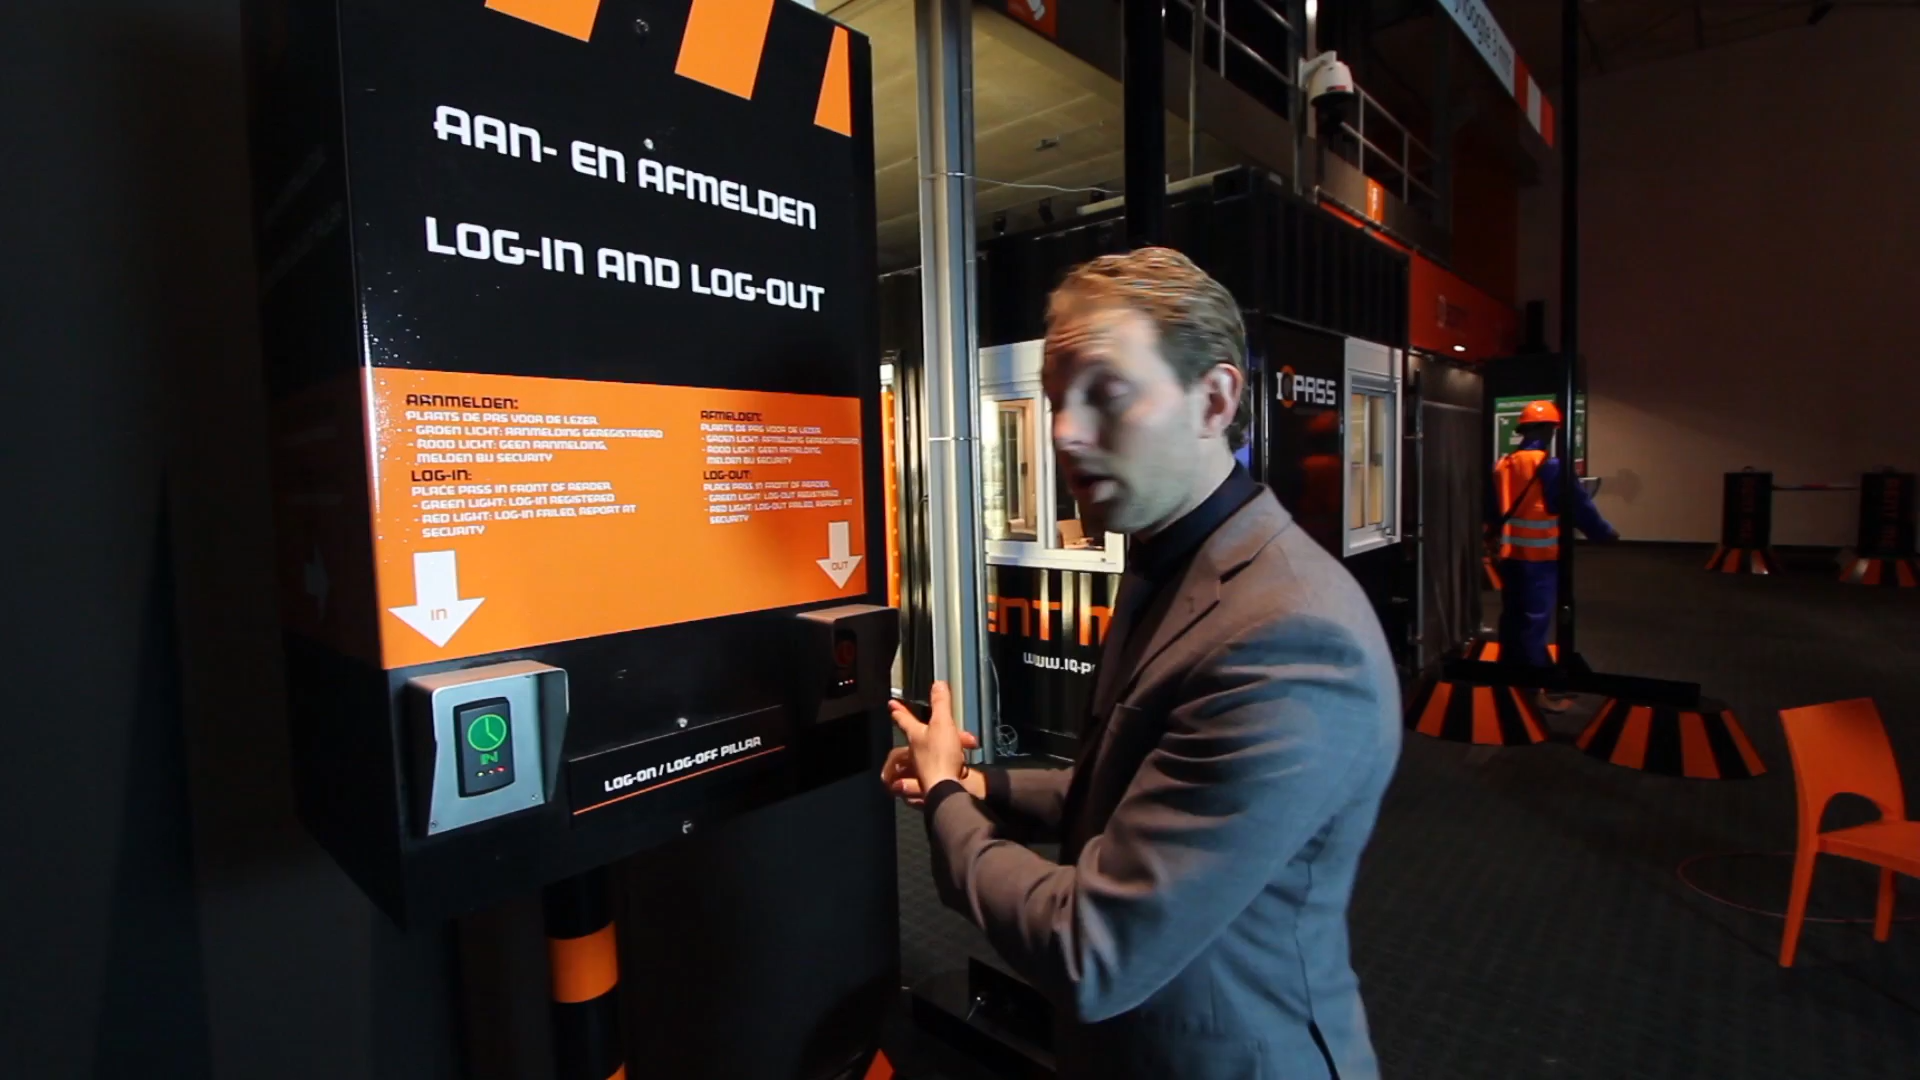 AAN- EN AFMELDEN
LOG-IN AND LOG-OUT
AANMELDEN:
PLAATS DE PAS VOOR DE LEZER.
- GROEN LICHT: AANMELDING GEREGISTREERD
- ROOD LICHT: GEEN AANMELDING,
MELDEN BIJ SECURITY
LOG-IN:
PLACE PASS IN FRONT OF READER.
- GREEN LIGHT: LOG-IN REGISTERED
- RED LIGHT: LOG-IN FAILED, REPORT AT
SECURITY
AFMELDEN:
PLAATS DE PAS VOOR DE LEZER.
- GROEN LICHT: AFMELDING GEREGISTREERD
- ROOD LICHT: GEEN AFMELDING,
MELDEN BIJ SECURITY
LOG-OUT:
PLACE PASS IN FRONT OF READER.
- GREEN LIGHT: LOG-OUT REGISTERED
- RED LIGHT: LOG-OUT FAILED, REPORT AT
SECURITY
IN
OUT
IN
LOG-ON / LOG-OFF PILLAR
IQPASS
ENT
WWW.IQ-P